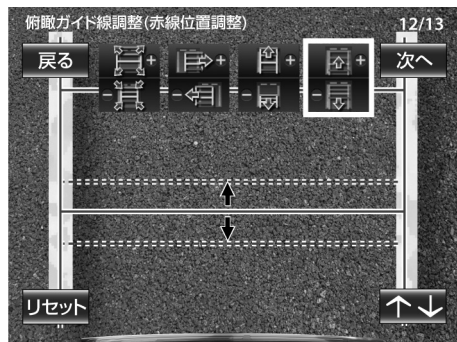 俯瞰ガイド線調整(赤線位置調整)
12/13
戻る
+
+
+
+
次へ
-
-
-
-
リセット
↑↓